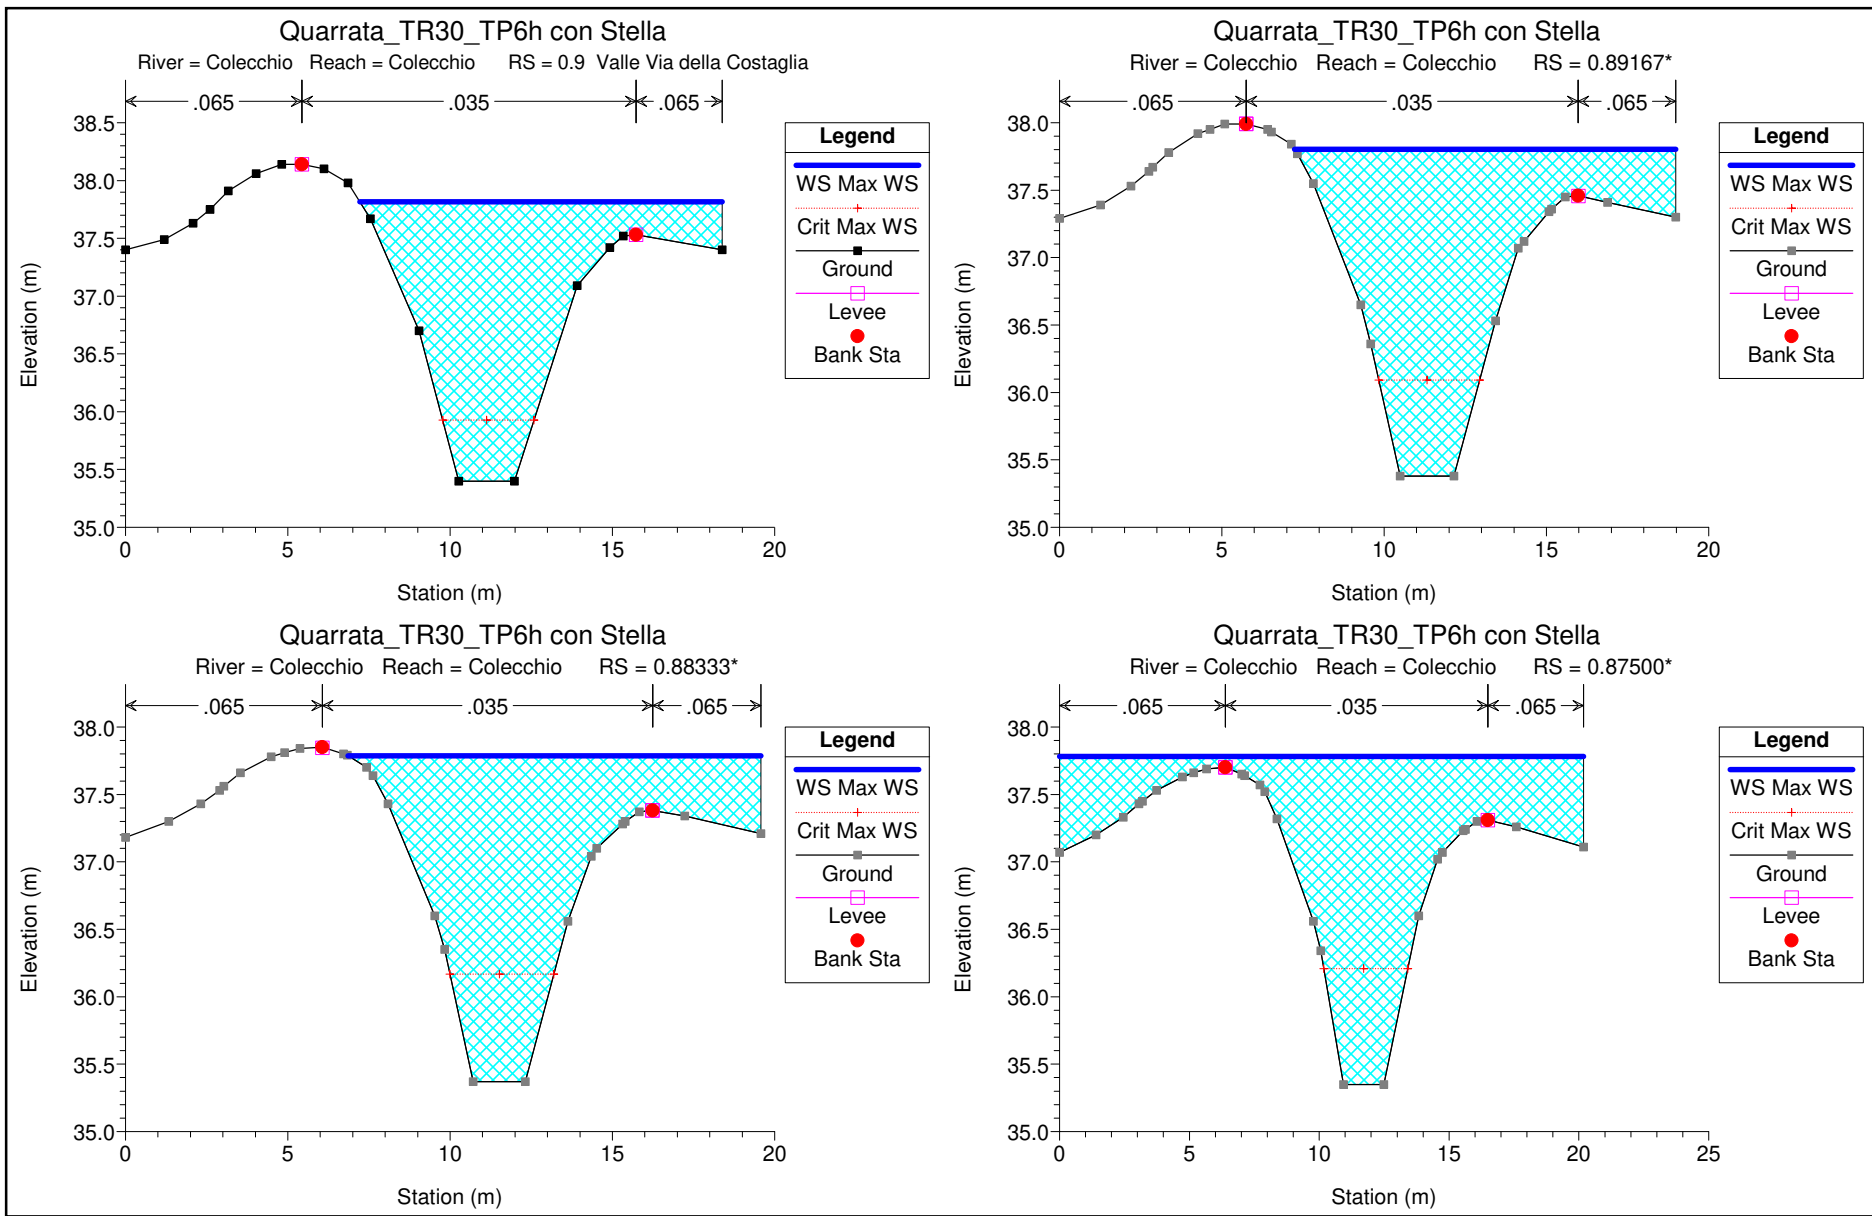 Quarrata_TR30_TP6h con Stella
River = Colecchio Reach = Colecchio RS = 0.9 Valle Via della Costaglia
.065 .035 .065
38.5
38.0
37.5
37.0
36.5
36.0
35.5
35.0
0 5 10 15 20
Station (m)
Elevation (m)
Legend
WS Max WS
Crit Max WS
Ground
Levee
Bank Sta
Quarrata_TR30_TP6h con Stella
River = Colecchio Reach = Colecchio RS = 0.89167*
.065 .035 .065
38.0
37.5
37.0
36.5
36.0
35.5
35.0
0 5 10 15 20
Station (m)
Elevation (m)
Legend
WS Max WS
Crit Max WS
Ground
Levee
Bank Sta
Quarrata_TR30_TP6h con Stella
River = Colecchio Reach = Colecchio RS = 0.88333*
.065 .035 .065
38.0
37.5
37.0
36.5
36.0
35.5
35.0
0 5 10 15 20
Station (m)
Elevation (m)
Legend
WS Max WS
Crit Max WS
Ground
Levee
Bank Sta
Quarrata_TR30_TP6h con Stella
River = Colecchio Reach = Colecchio RS = 0.87500*
.065 .035 .065
38.0
37.5
37.0
36.5
36.0
35.5
35.0
0 5 10 15 20 25
Station (m)
Elevation (m)
Legend
WS Max WS
Crit Max WS
Ground
Levee
Bank Sta